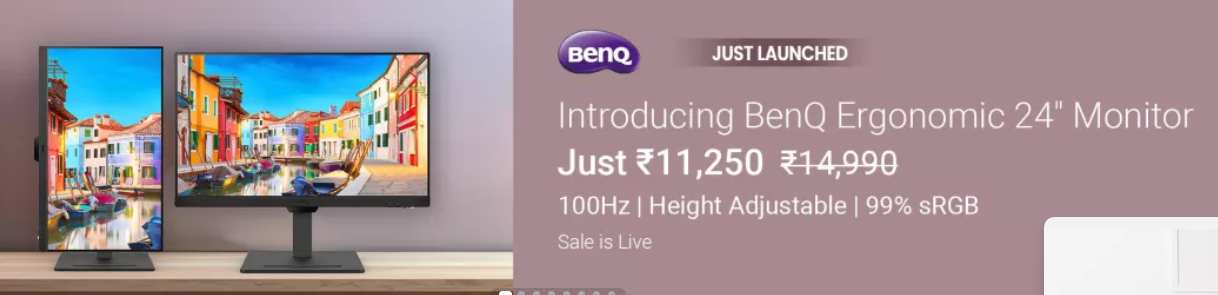 BenQ JUST LAUNCHED
Introducing BenQ Ergonomic 24" Monitor
Just ₹11,250 ₹14,990
100Hz | Height Adjustable | 99% sRGB
Sale is Live